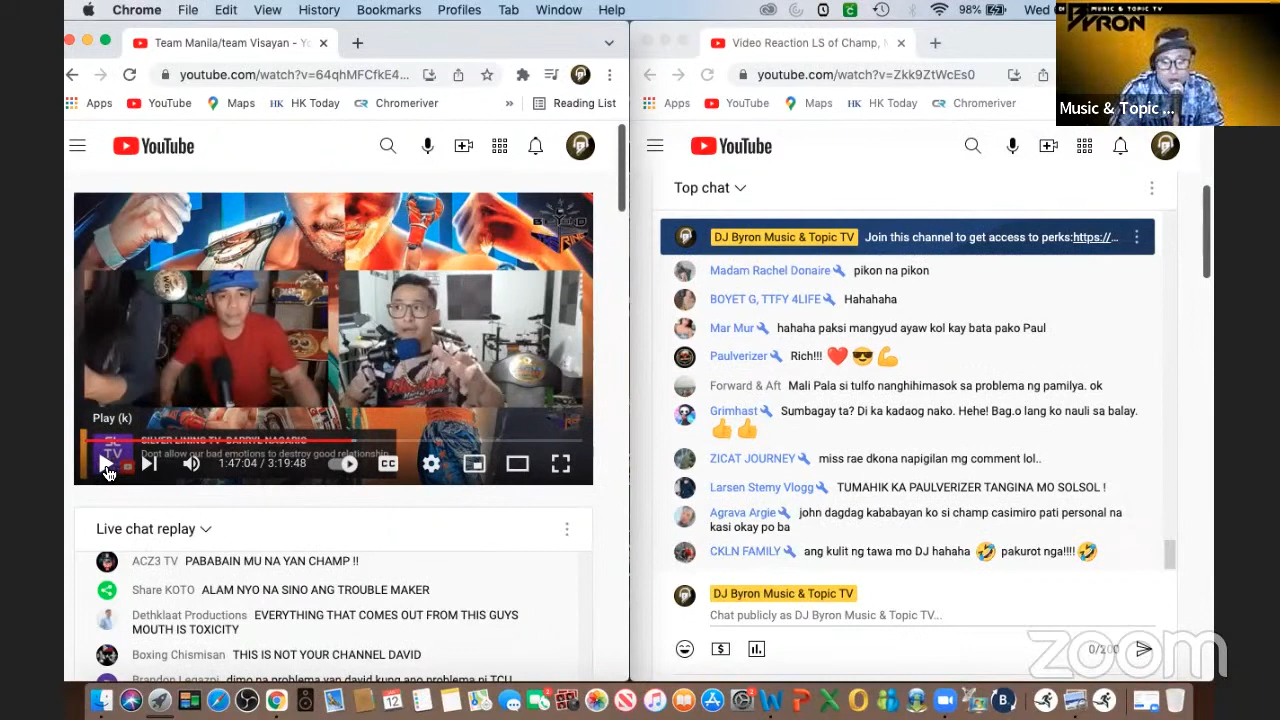 Chrome File Edit View History Bookmarks Profiles Tab Window Help 98%
Team Manila/team Visayan - Yo
youtube.com/watch?v=64qhMFCfkE4...
Apps YouTube Maps HK Today Chromeriver » Reading List
YouTube
BEYOND
Play (k)
SILVER LINING TV- DARRYL NASARIO
Dont allow our bad emotions to destroy good relationship
1:47:04 / 3:19:48
Live chat replay
ACZ3 TV PABABAIN MU NA YAN CHAMP !!
Share KOTO ALAM NYO NA SINO ANG TROUBLE MAKER
Dethklaat Productions EVERYTHING THAT COMES OUT FROM THIS GUYS
MOUTH IS TOXICITY
Boxing Chismisan THIS IS NOT YOUR CHANNEL DAVID
Brandon Legazpi dimo na problema yan david kung ano problema ni TCU
Video Reaction LS of Champ, M
youtube.com/watch?v=Zkk9ZtWcEs0
Apps YouTube Maps HK Today Chromeriver
YouTube
Top chat
DJ Byron Music & Topic TV Join this channel to get access to perks:https://...
Madam Rachel Donaire pikon na pikon
BOYET G, TTFY 4LIFE Hahahaha
Mar Mur hahaha paksi mangyud ayaw kol kay bata pako Paul
Paulverizer Rich!!! ❤️😎💪
Forward & Aft Mali Pala si tulfo nanghihimasok sa problema ng pamilya. ok
Grimhast Sumbagay ta? Di ka kadaog nako. Hehe! Bag.o lang ko nauli sa balay.
👍👍
ZICAT JOURNEY miss rae dkona napigilan mg comment lol..
Larsen Stemy Vlogg TUMAHIK KA PAULVERIZER TANGINA MO SOLSOL !
Agrava Argie john dagdag kababayan ko si champ casimiro pati personal na
kasi okay po ba
CKLN FAMILY ang kulit ng tawa mo DJ hahaha 🤣 pakurot nga!!!!🤣
DJ Byron Music & Topic TV
Chat publicly as DJ Byron Music & Topic TV...
0/200
MUSIC & TOPIC TV
BYRON
Music & Topic ...
zoom